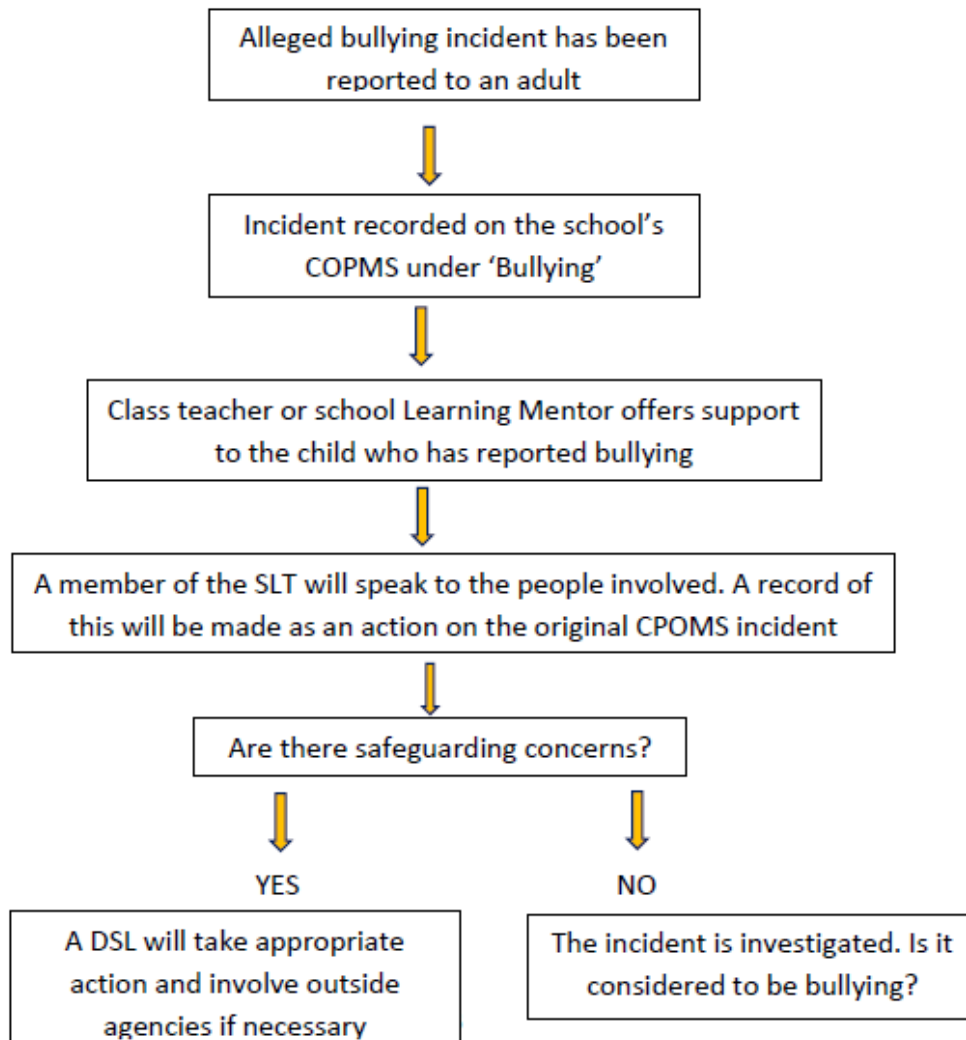 Alleged bullying incident has been
reported to an adult
Incident recorded on the school’s
COPMS under ‘Bullying’
Class teacher or school Learning Mentor offers support
to the child who has reported bullying
A member of the SLT will speak to the people involved. A record of
this will be made as an action on the original CPOMS incident
Are there safeguarding concerns?
YES
NO
A DSL will take appropriate
action and involve outside
agencies if necessary
The incident is investigated. Is it
considered to be bullying?